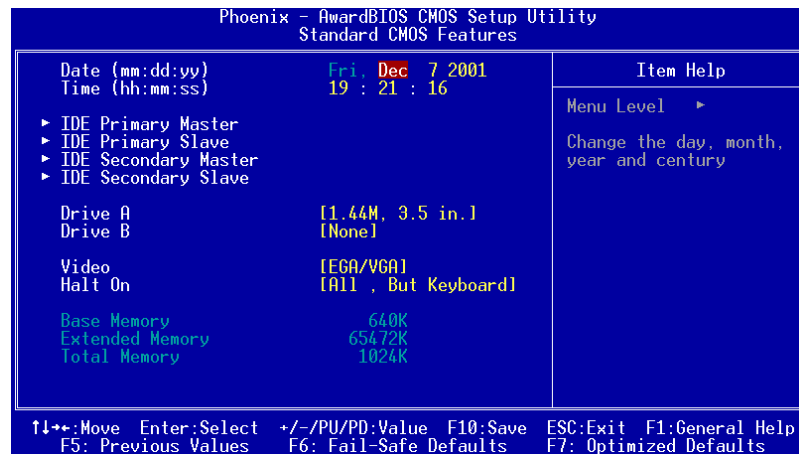 Phoenix - AwardBIOS CMOS Setup Utility
Standard CMOS Features
Date (mm:dd:yy) Fri, Dec 7 2001
Time (hh:mm:ss) 19 : 21 : 16
► IDE Primary Master
► IDE Primary Slave
► IDE Secondary Master
► IDE Secondary Slave
Drive A [1.44M, 3.5 in.]
Drive B [None]
Video [EGA/VGA]
Halt On [All , But Keyboard]
Base Memory 640K
Extended Memory 65472K
Total Memory 1024K
Item Help
Menu Level ►
Change the day, month,
year and century
↑↓→←:Move Enter:Select +/-/PU/PD:Value F10:Save ESC:Exit F1:General Help
F5: Previous Values F6: Fail-Safe Defaults F7: Optimized Defaults